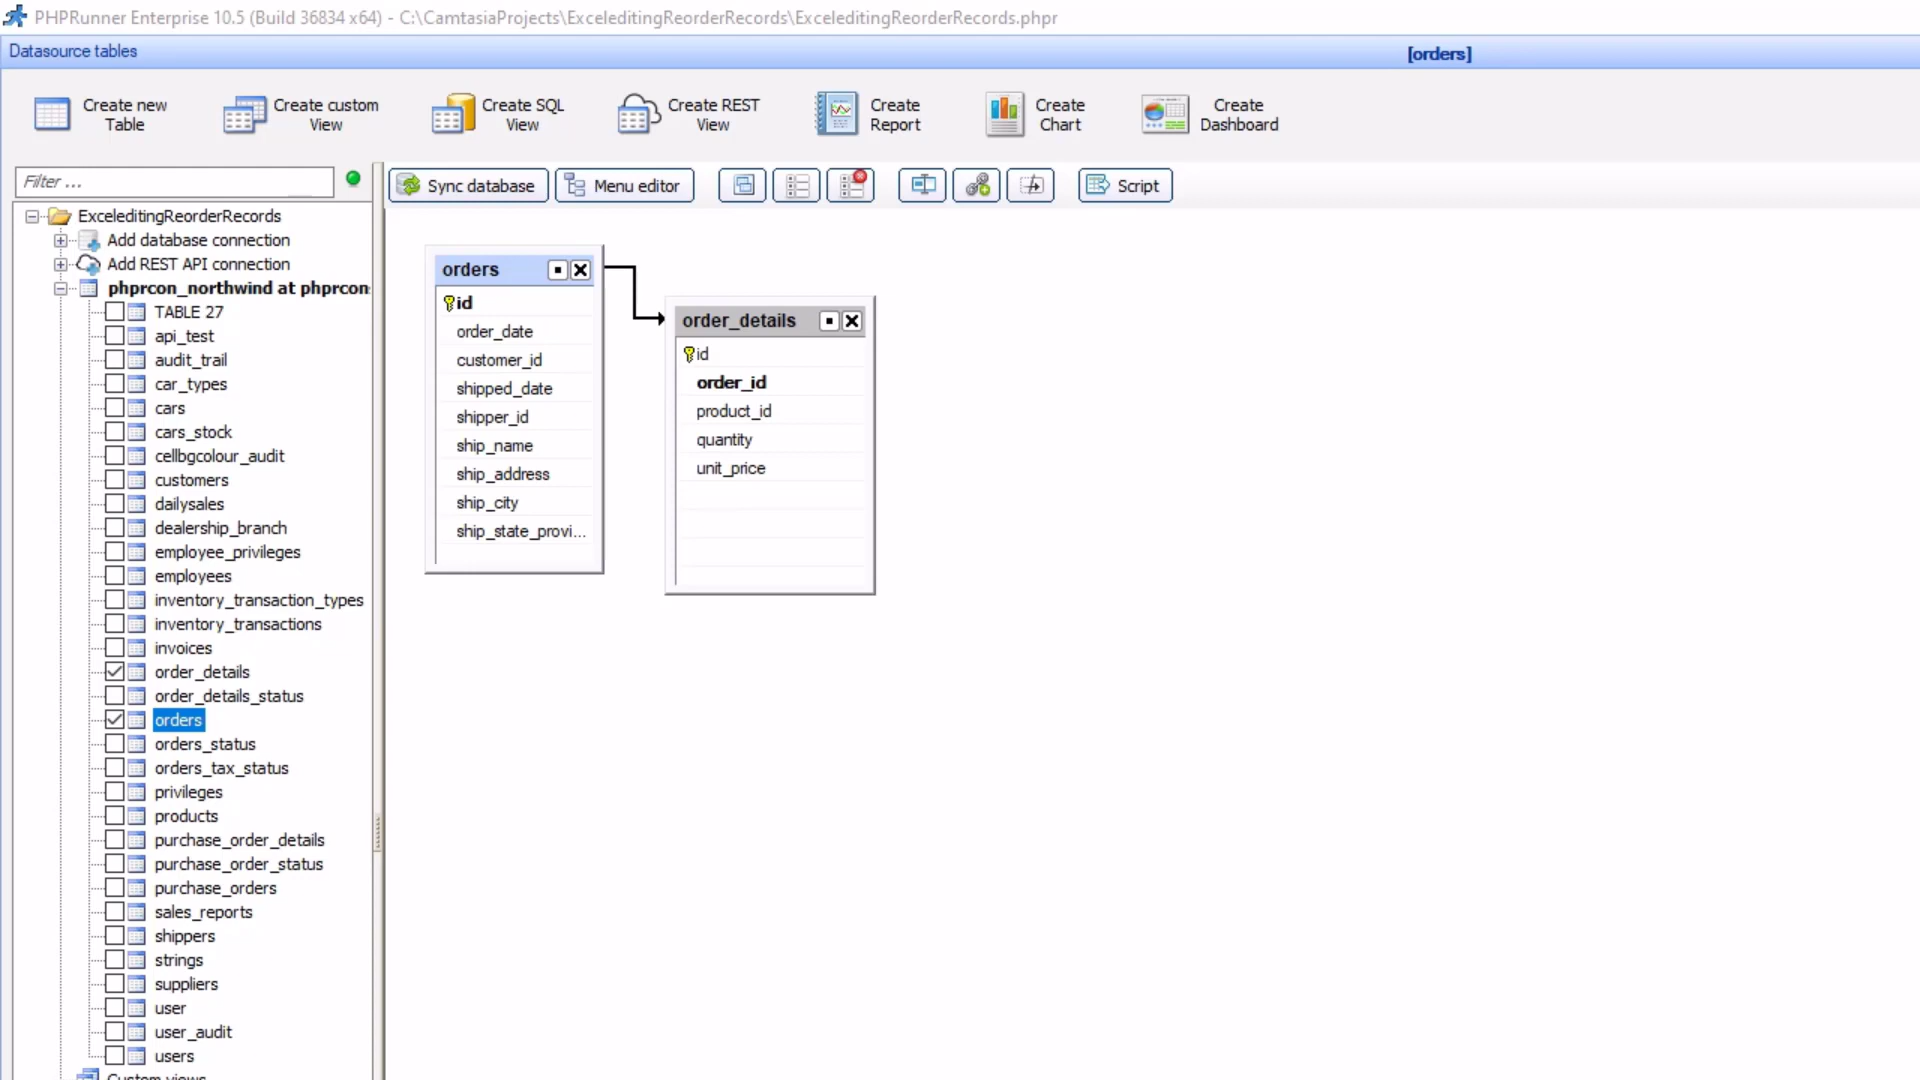 PHPRunner Enterprise 10.5 (Build 36834 x64) - C:\CamtasiaProjects\ExceleditingReorderRecords\ExceleditingReorderRecords.phpr
Datasource tables
[orders]
Create new
Table
Create custom
View
Create SQL
View
Create REST
View
Create
Report
Create
Chart
Create
Dashboard
Filter ...
Sync database
Menu editor
Script
ExceleditingReorderRecords
Add database connection
Add REST API connection
phprcon_northwind at phprcon
TABLE 27
api_test
audit_trail
car_types
cars
cars_stock
cellbgcolour_audit
customers
dailysales
dealership_branch
employee_privileges
employees
inventory_transaction_types
inventory_transactions
invoices
order_details
order_details_status
orders
orders_status
orders_tax_status
privileges
products
purchase_order_details
purchase_order_status
purchase_orders
sales_reports
shippers
strings
suppliers
user
user_audit
users
Custom views
orders
id
order_date
customer_id
shipped_date
shipper_id
ship_name
ship_address
ship_city
ship_state_provi...
order_details
id
order_id
product_id
quantity
unit_price